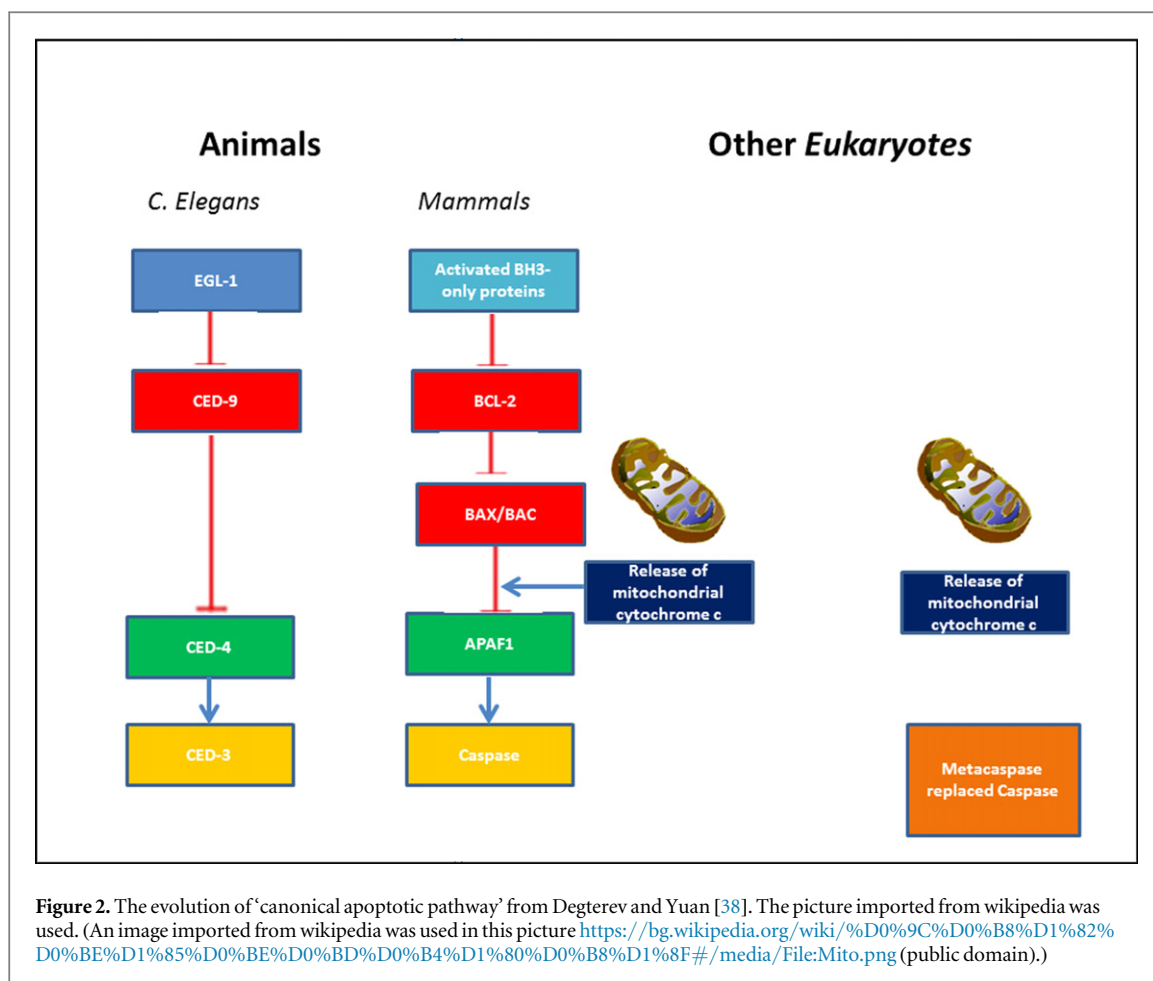 Animals
Other Eukaryotes
C. Elegans
Mammals
EGL-1
Activated BH3-
only proteins
CED-9
BCL-2
BAX/BAC
Release of
mitochondrial
cytochrome c
Release of
mitochondrial
cytochrome c
CED-4
APAF1
CED-3
Caspase
Metacaspase
replaced Caspase
Figure 2. The evolution of ‘canonical apoptotic pathway’ from Degterev and Yuan [38]. The picture imported from wikipedia was
used. (An image imported from wikipedia was used in this picture https://bg.wikipedia.org/wiki/%D0%9C%D0%B8%D1%82%
D0%BE%D1%85%D0%BE%D0%BD%D0%B4%D1%80%D0%B8%D1%8F#/media/File:Mito.png (public domain).)